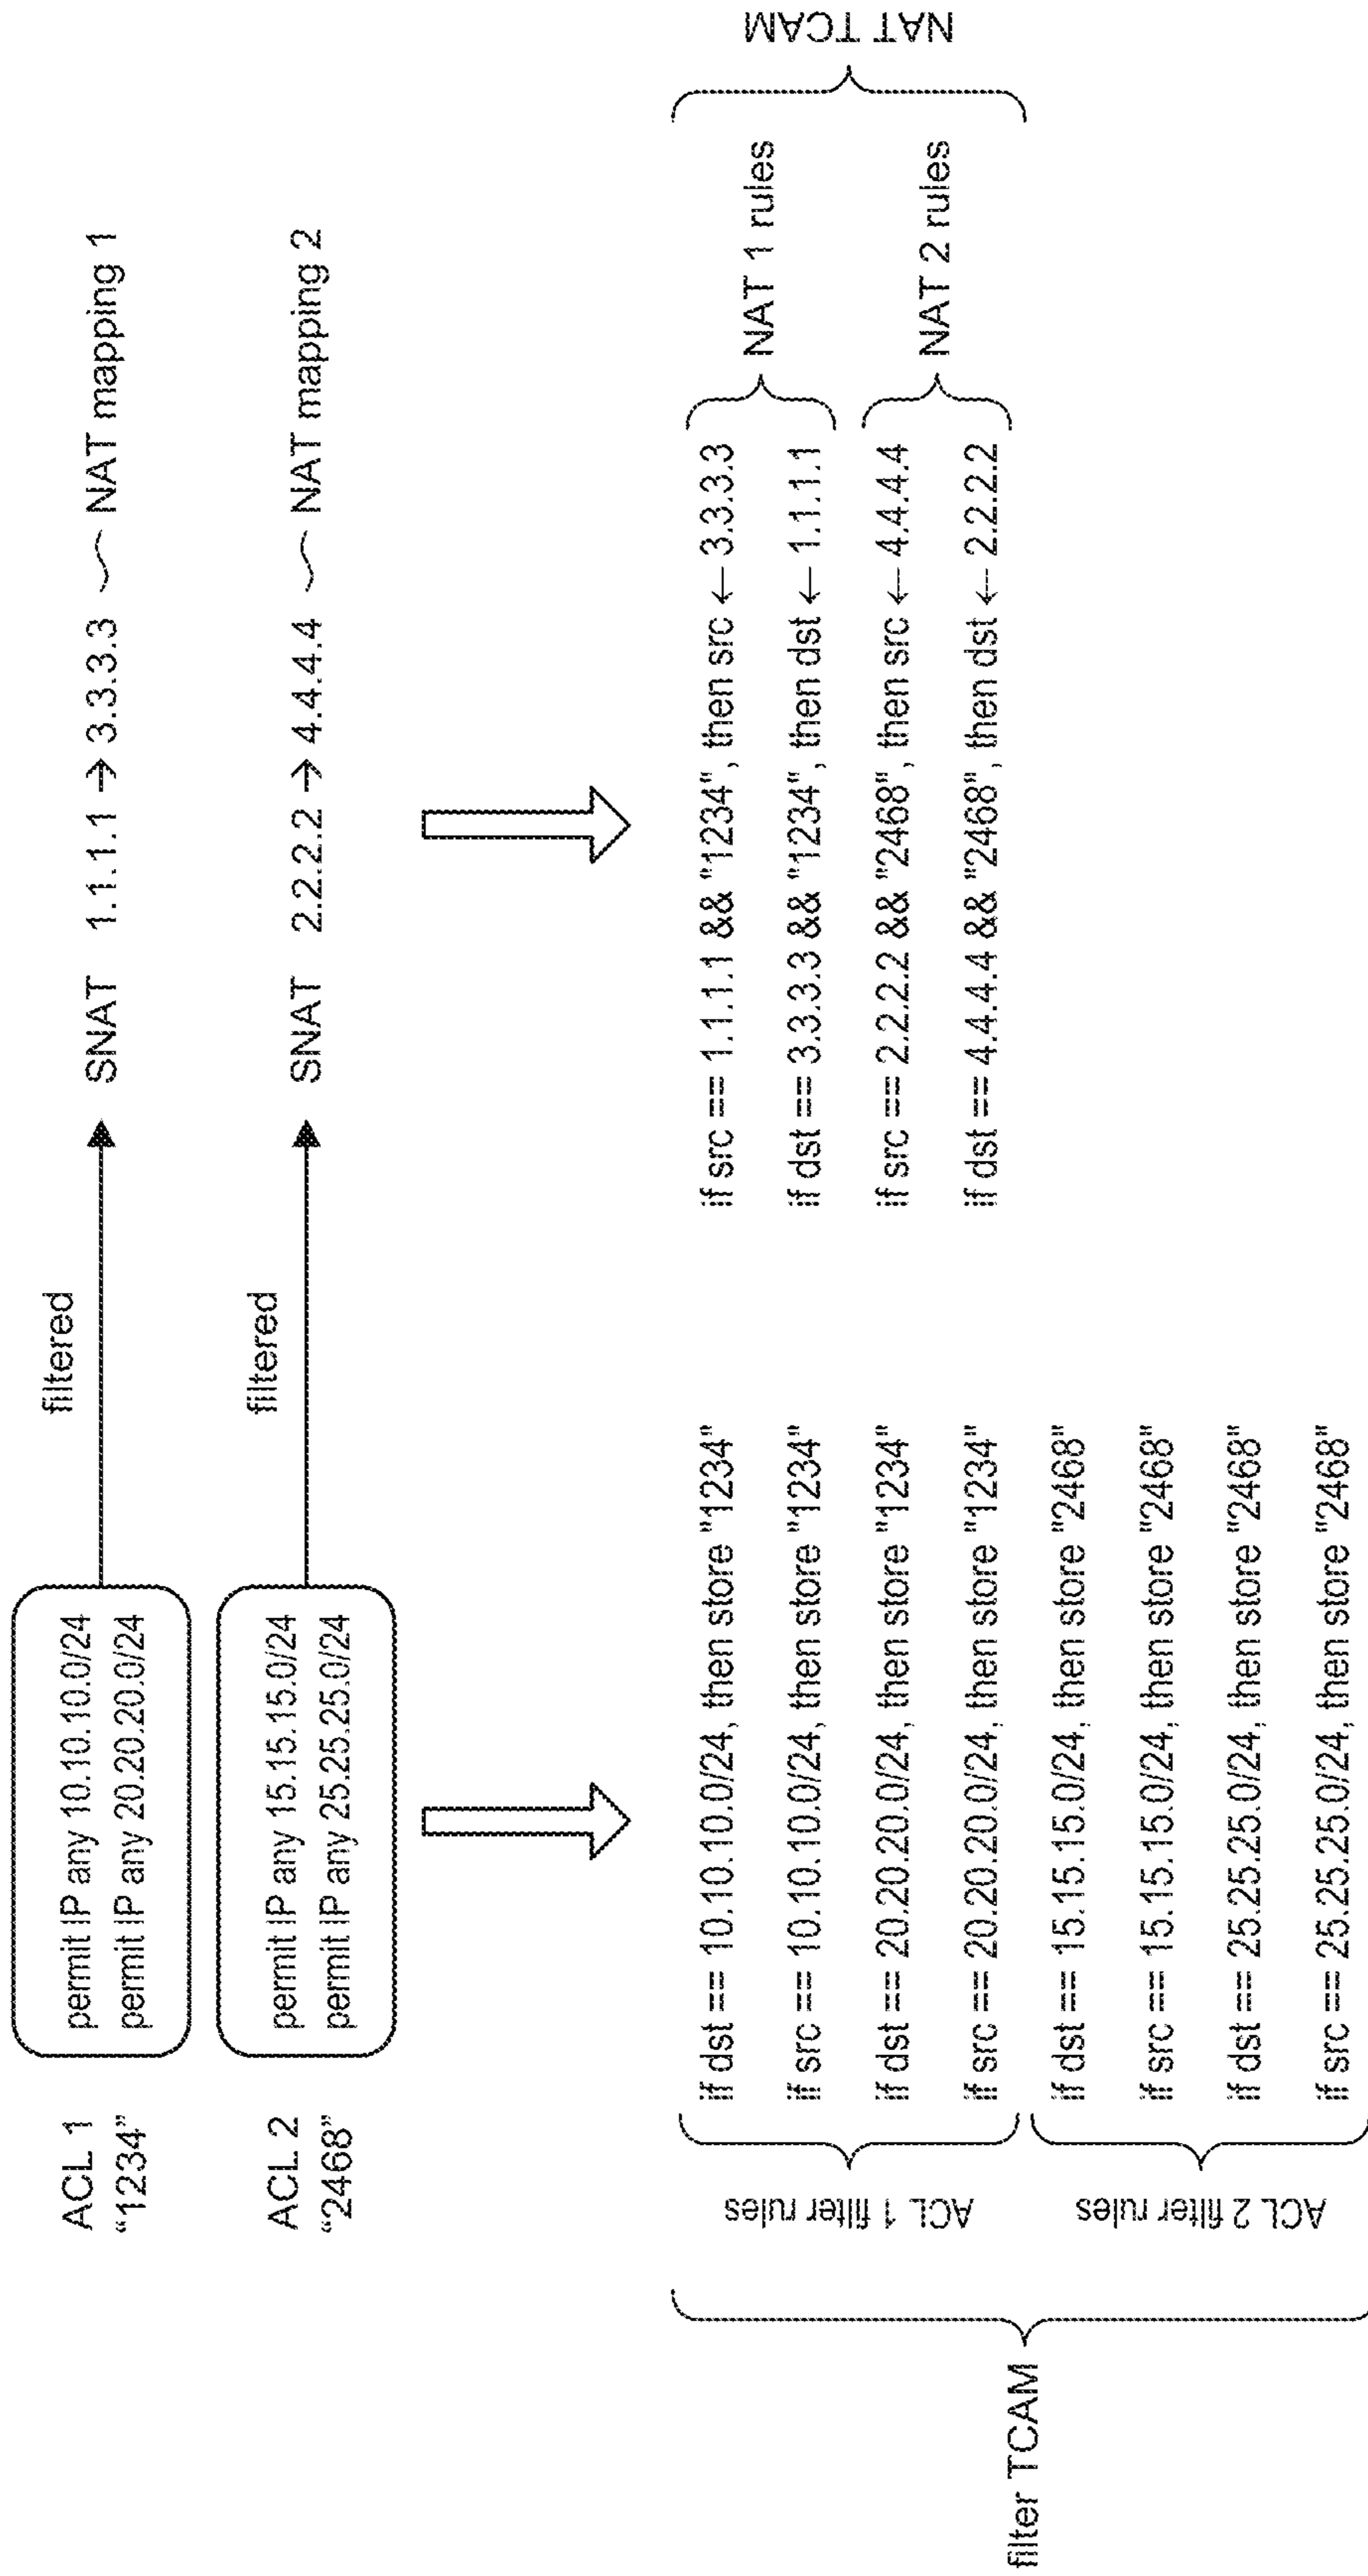 ACL 1
“1234”
permit IP any 10.10.10.0/24
permit IP any 20.20.20.0/24
filtered
SNAT 1.1.1.1 → 3.3.3.3 ~ NAT mapping 1
ACL 2
“2468”
permit IP any 15.15.15.0/24
permit IP any 25.25.25.0/24
filtered
SNAT 2.2.2.2 → 4.4.4.4 ~ NAT mapping 2
filter TCAM
ACL 1 filter rules
if dst == 10.10.10.0/24, then store "1234"
if src == 10.10.10.0/24, then store "1234"
if dst == 20.20.20.0/24, then store "1234"
if src == 20.20.20.0/24, then store "1234"
ACL 2 filter rules
if dst == 15.15.15.0/24, then store "2468"
if src == 15.15.15.0/24, then store "2468"
if dst == 25.25.25.0/24, then store "2468"
if src == 25.25.25.0/24, then store "2468"
if src == 1.1.1.1 && "1234", then src ← 3.3.3.3
if dst == 3.3.3.3 && "1234", then dst ← 1.1.1.1
NAT 1 rules
if src == 2.2.2.2 && "2468", then src ← 4.4.4.4
if dst == 4.4.4.4 && "2468", then dst ← 2.2.2.2
NAT 2 rules
NAT TCAM